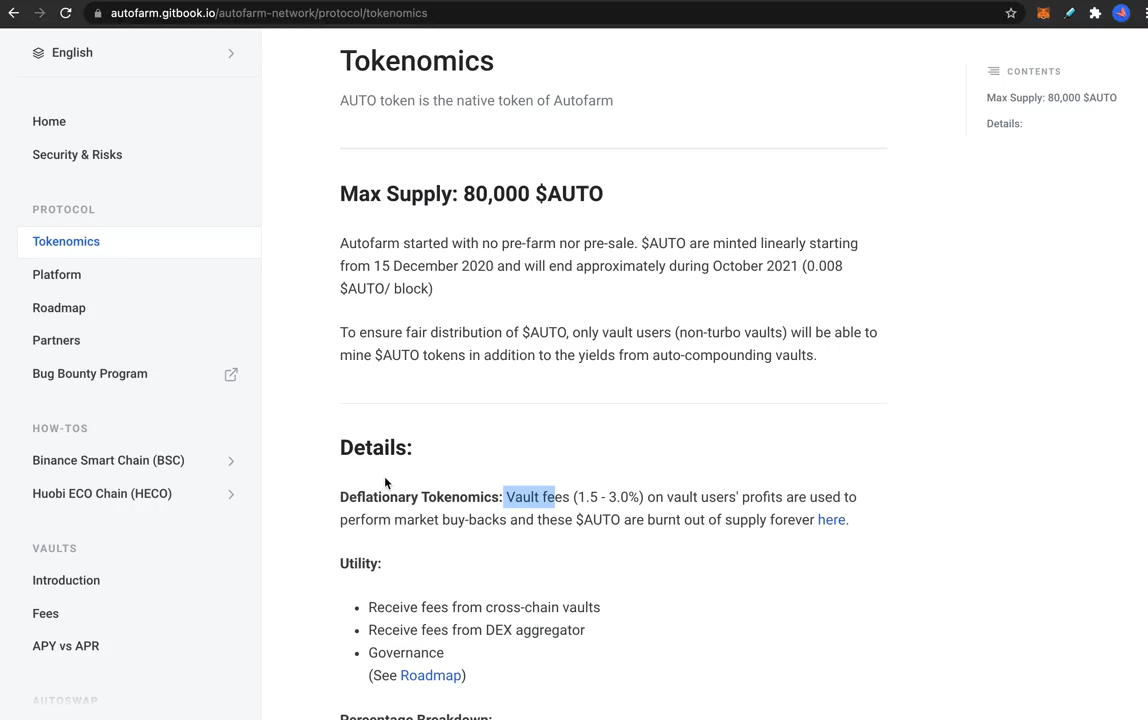 autofarm.gitbook.io/autofarm-network/protocol/tokenomics
English
Home
Security & Risks
PROTOCOL
Tokenomics
Platform
Roadmap
Partners
Bug Bounty Program
HOW-TOS
Binance Smart Chain (BSC)
Huobi ECO Chain (HECO)
VAULTS
Introduction
Fees
APY vs APR
AUTOSWAP
Tokenomics
AUTO token is the native token of Autofarm
Max Supply: 80,000 $AUTO
Autofarm started with no pre-farm nor pre-sale. $AUTO are minted linearly starting
from 15 December 2020 and will end approximately during October 2021 (0.008
$AUTO/ block)
To ensure fair distribution of $AUTO, only vault users (non-turbo vaults) will be able to
mine $AUTO tokens in addition to the yields from auto-compounding vaults.
Details:
Deflationary Tokenomics: Vault fees (1.5 - 3.0%) on vault users' profits are used to
perform market buy-backs and these $AUTO are burnt out of supply forever here.
Utility:
• Receive fees from cross-chain vaults
• Receive fees from DEX aggregator
• Governance
(See Roadmap)
Percentage Breakdown:
CONTENTS
Max Supply: 80,000 $AUTO
Details: